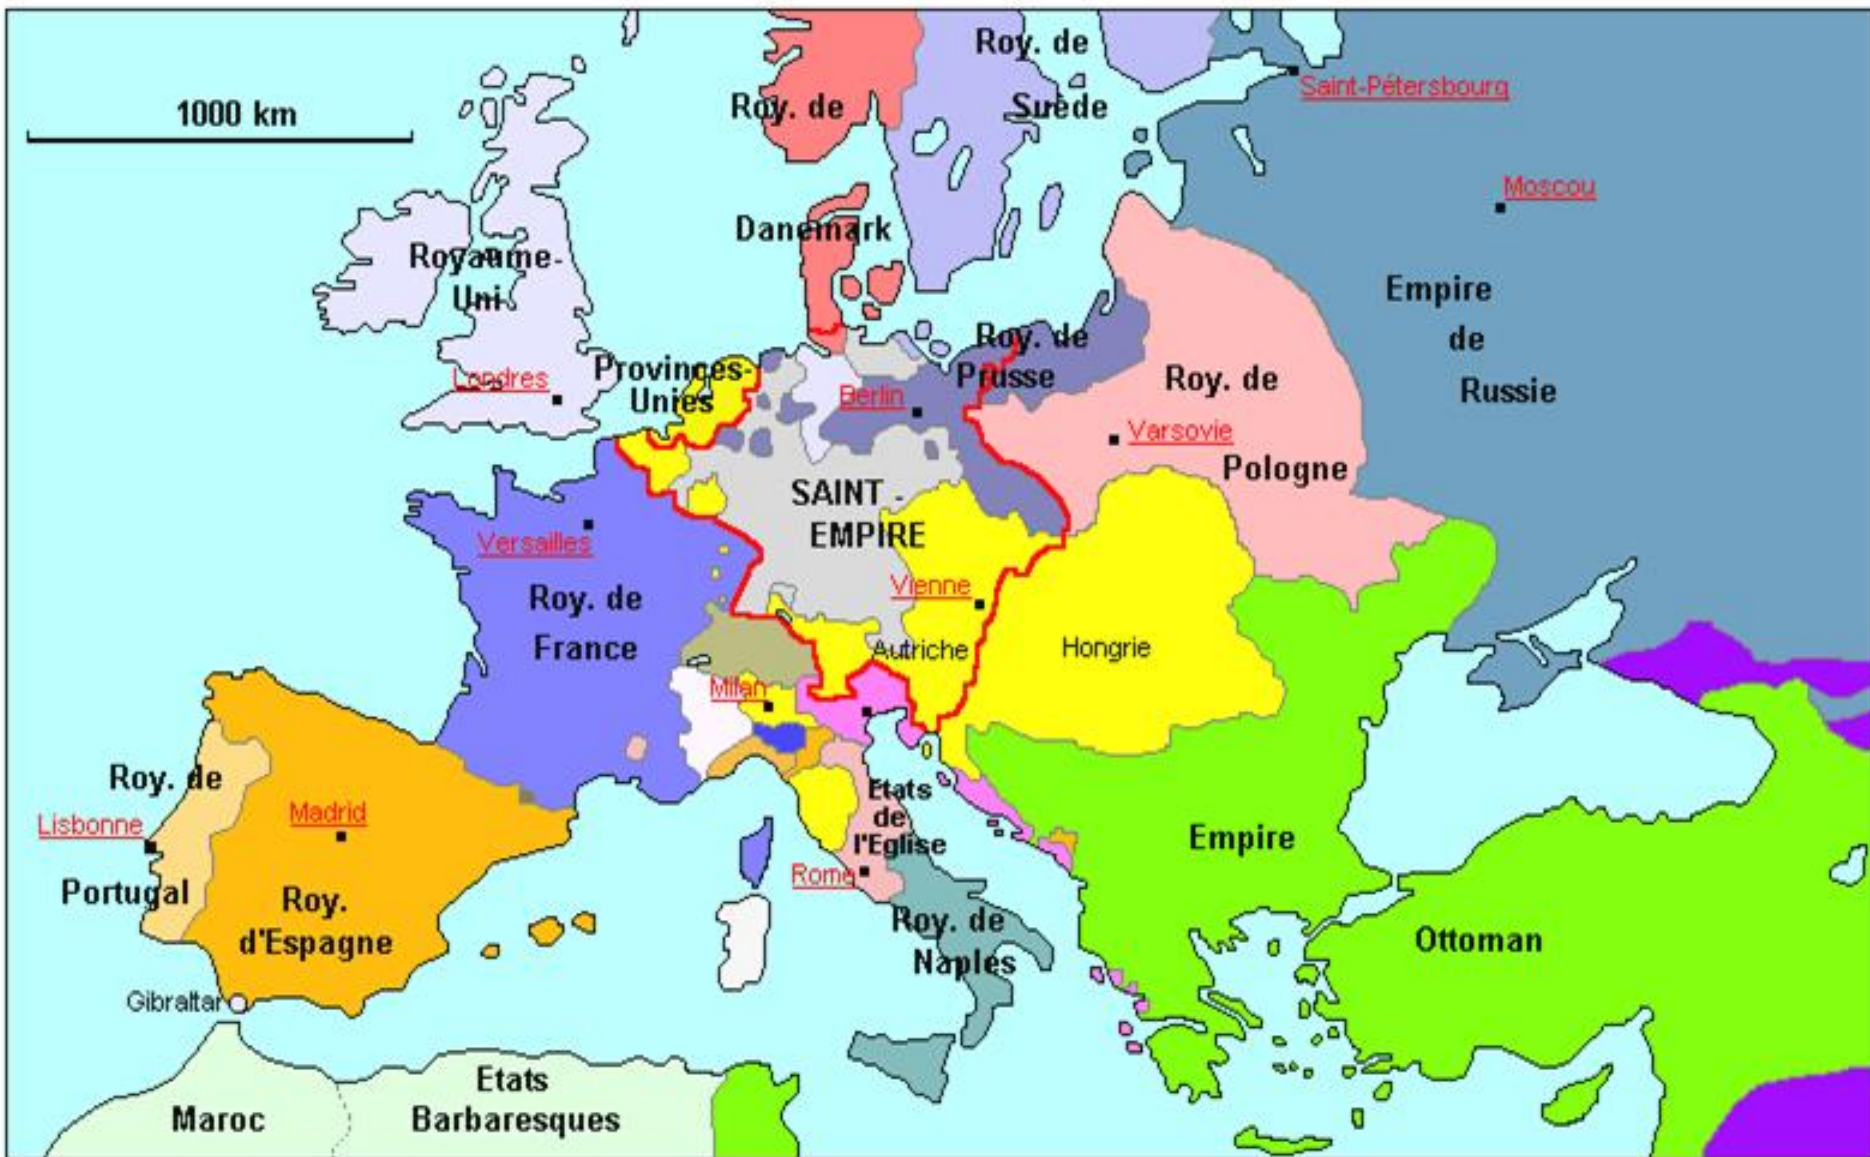 1000 km
Roy. de
Suède
Saint-Pétersbourg
Roy. de
Danemark
Moscou
Royaume-
Uni
Empire
de
Russie
Londres
Provinces-
Unies
Roy. de
Prusse
Berlin
Roy. de
Pologne
Varsovie
SAINT -
EMPIRE
Versailles
Vienne
Roy. de
France
Autriche
Hongrie
Milan
Roy. de
Portugal
Lisbonne
Madrid
Roy.
d'Espagne
Etats
de
l'Eglise
Rome
Empire
Ottoman
Roy. de
Naples
Gibraltar
Maroc
Etats
Barbaresques